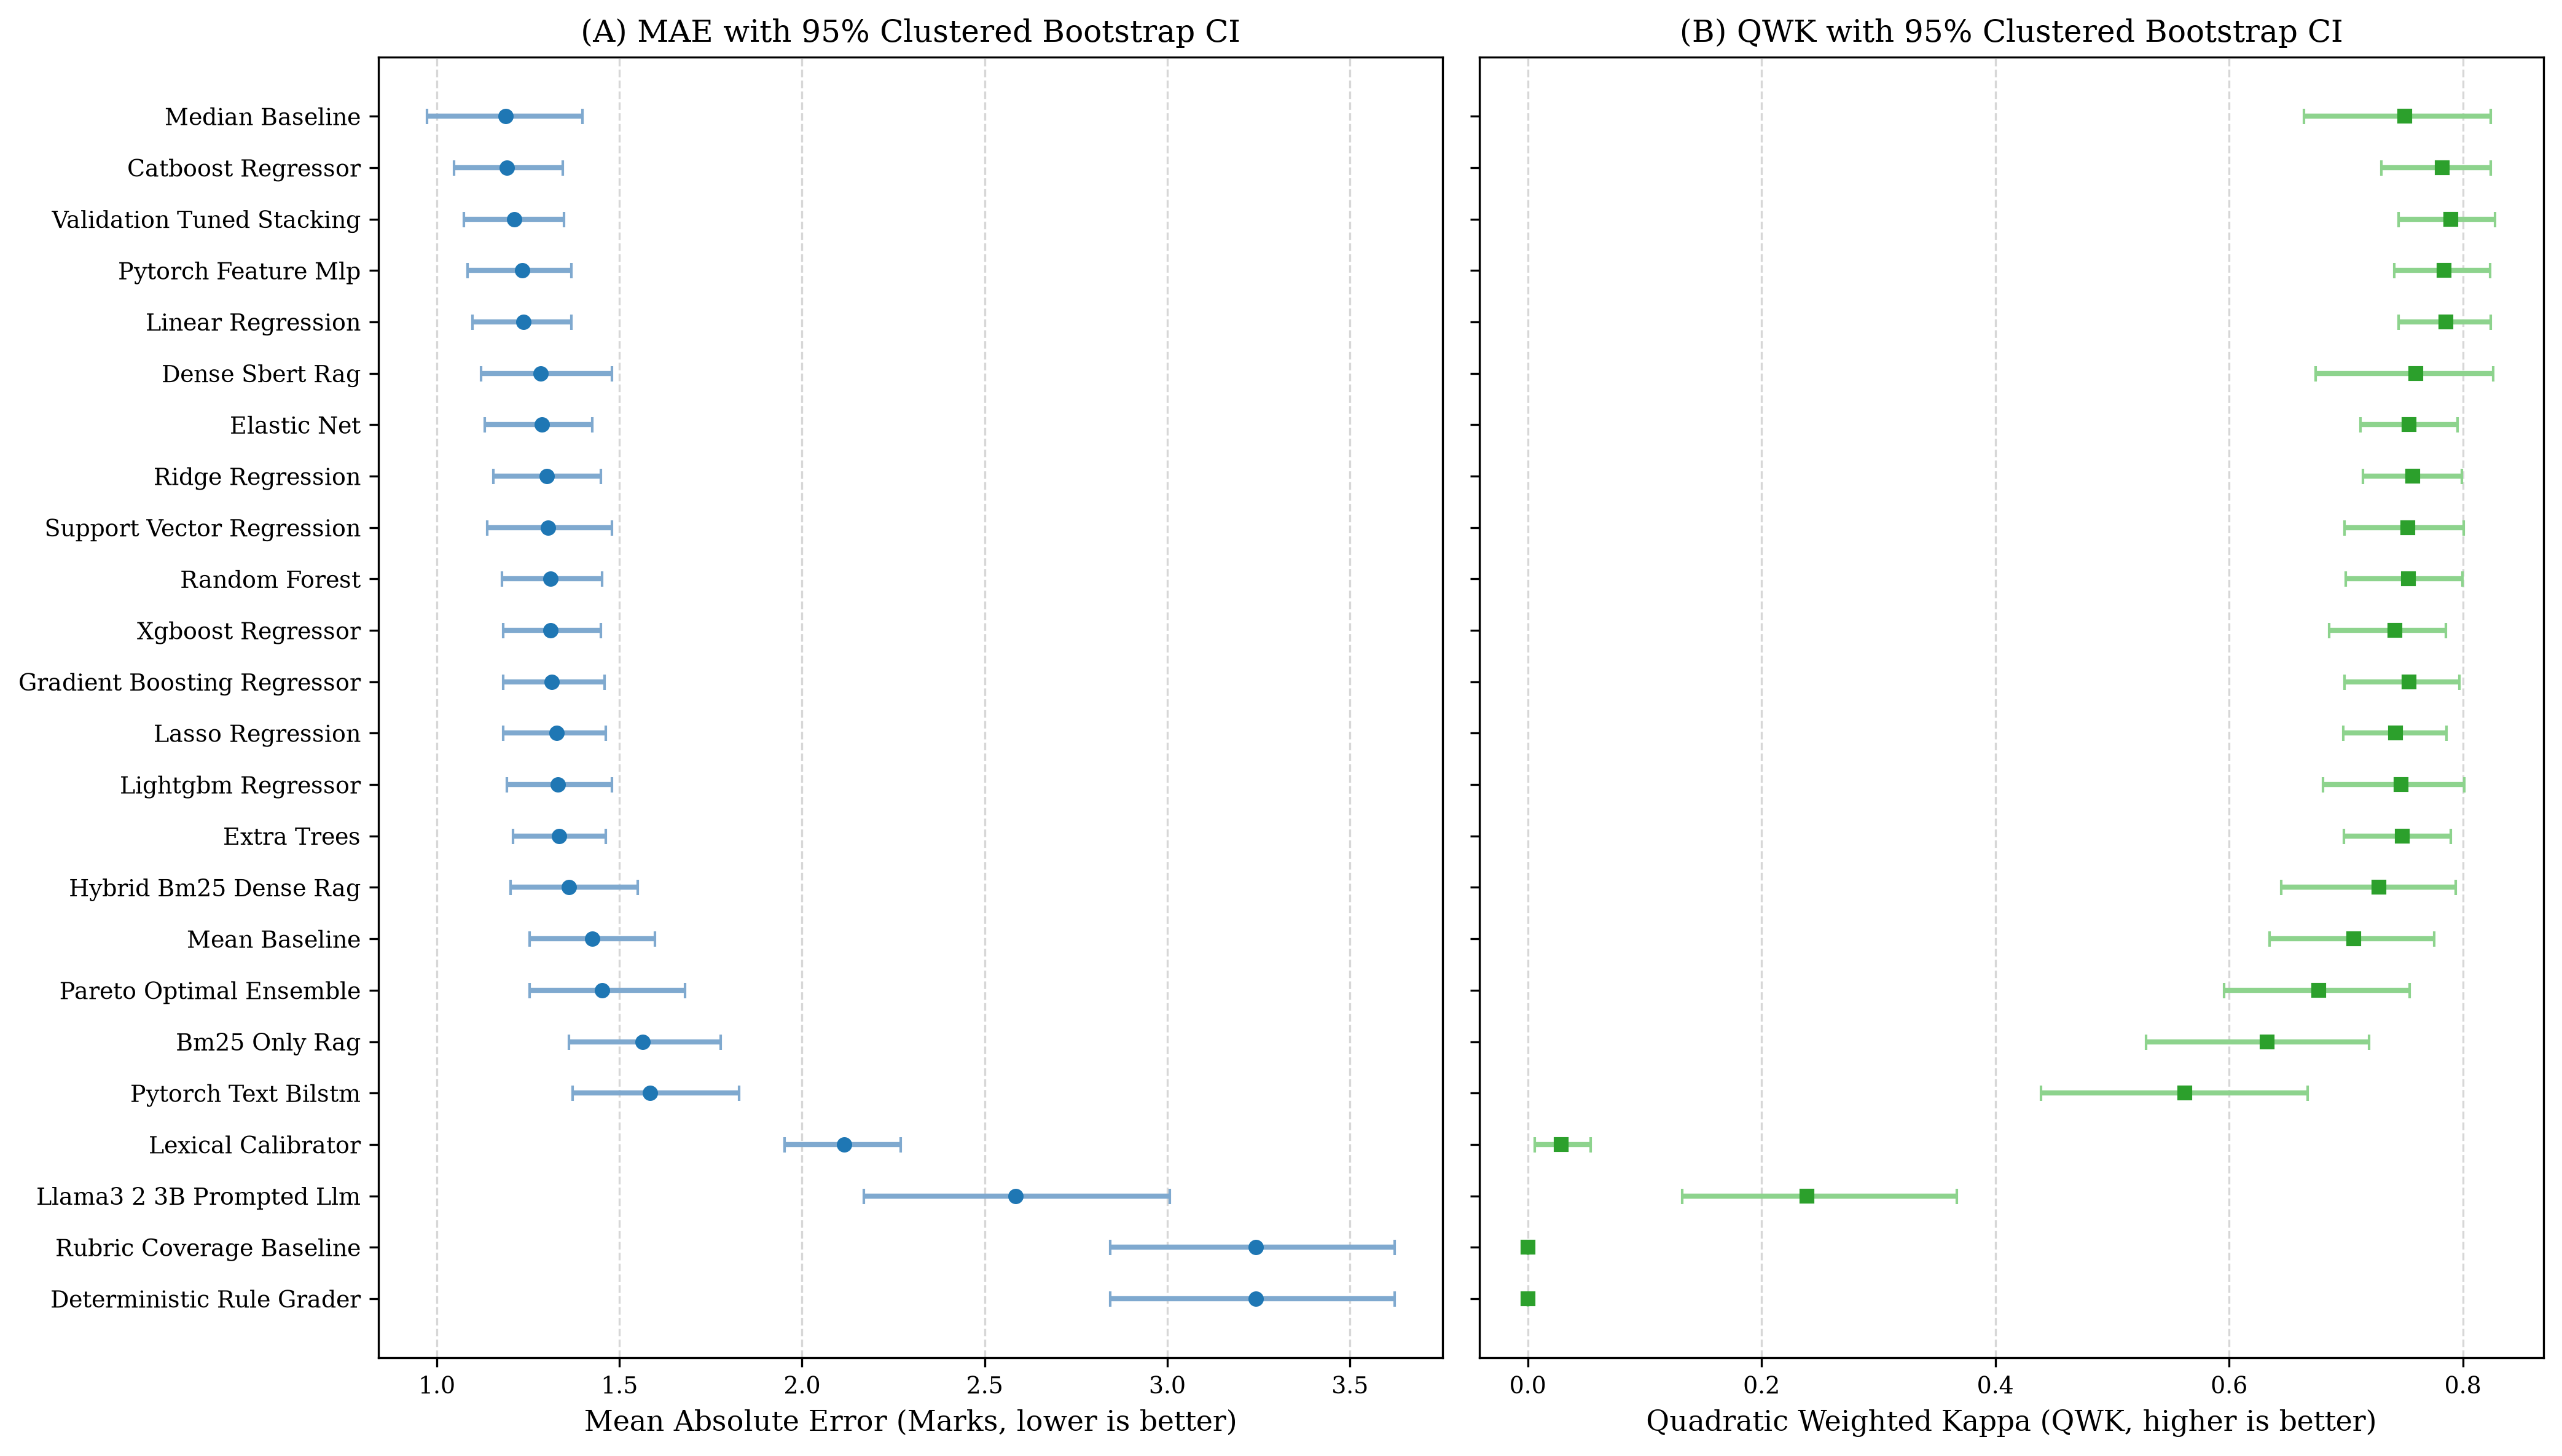 (A) MAE with 95% Clustered Bootstrap CI
(B) QWK with 95% Clustered Bootstrap CI
Median Baseline
Catboost Regressor
Validation Tuned Stacking
Pytorch Feature Mlp
Linear Regression
Dense Sbert Rag
Elastic Net
Ridge Regression
Support Vector Regression
Random Forest
Xgboost Regressor
Gradient Boosting Regressor
Lasso Regression
Lightgbm Regressor
Extra Trees
Hybrid Bm25 Dense Rag
Mean Baseline
Pareto Optimal Ensemble
Bm25 Only Rag
Pytorch Text Bilstm
Lexical Calibrator
Llama3 2 3B Prompted Llm
Rubric Coverage Baseline
Deterministic Rule Grader
1.0 1.5 2.0 2.5 3.0 3.5
0.0 0.2 0.4 0.6 0.8
Mean Absolute Error (Marks, lower is better)
Quadratic Weighted Kappa (QWK, higher is better)